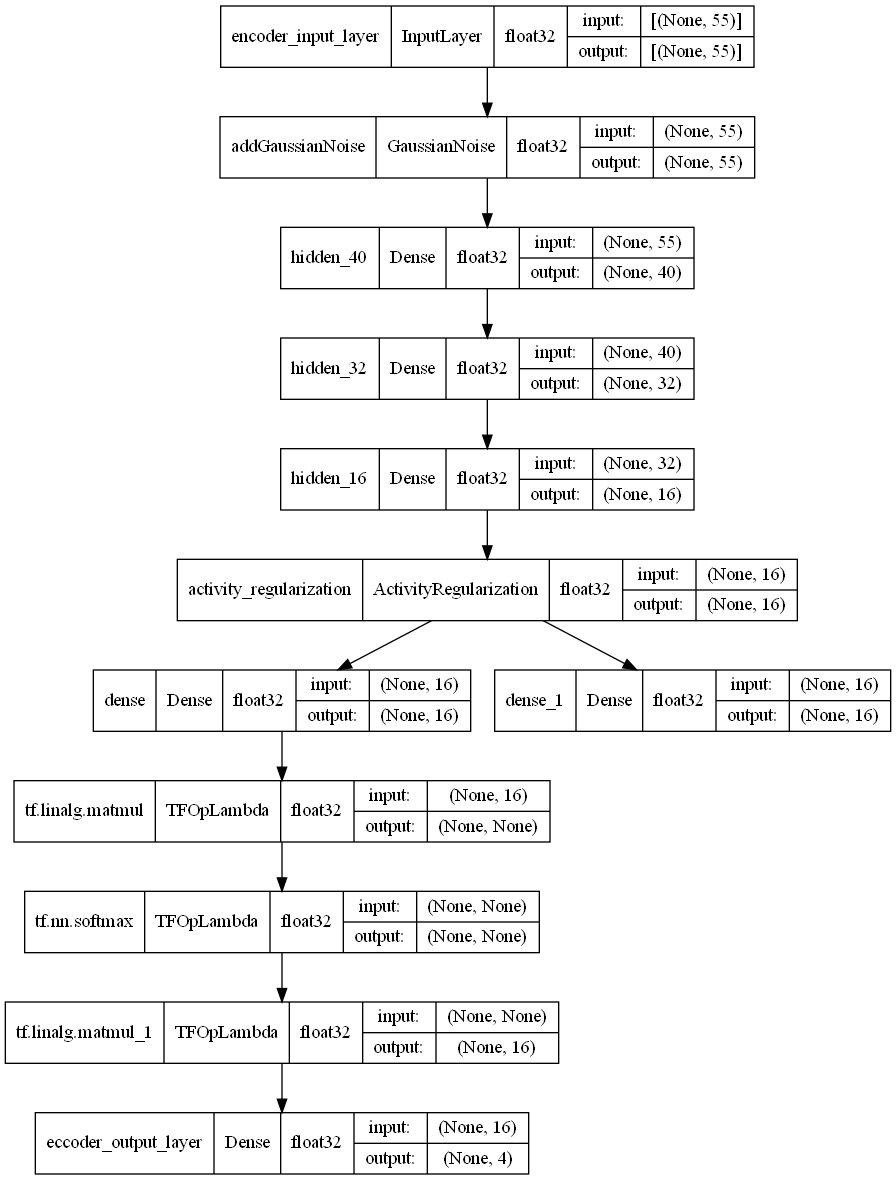 encoder_input_layer InputLayer float32 input: [(None, 55)]
output: [(None, 55)]
addGaussianNoise GaussianNoise float32 input: (None, 55)
output: (None, 55)
hidden_40 Dense float32 input: (None, 55)
output: (None, 40)
hidden_32 Dense float32 input: (None, 40)
output: (None, 32)
hidden_16 Dense float32 input: (None, 32)
output: (None, 16)
activity_regularization ActivityRegularization float32 input: (None, 16)
output: (None, 16)
dense Dense float32 input: (None, 16)
output: (None, 16)
dense_1 Dense float32 input: (None, 16)
output: (None, 16)
tf.linalg.matmul TFOpLambda float32 input: (None, 16)
output: (None, None)
tf.nn.softmax TFOpLambda float32 input: (None, None)
output: (None, None)
tf.linalg.matmul_1 TFOpLambda float32 input: (None, None)
output: (None, 16)
eccoder_output_layer Dense float32 input: (None, 16)
output: (None, 4)